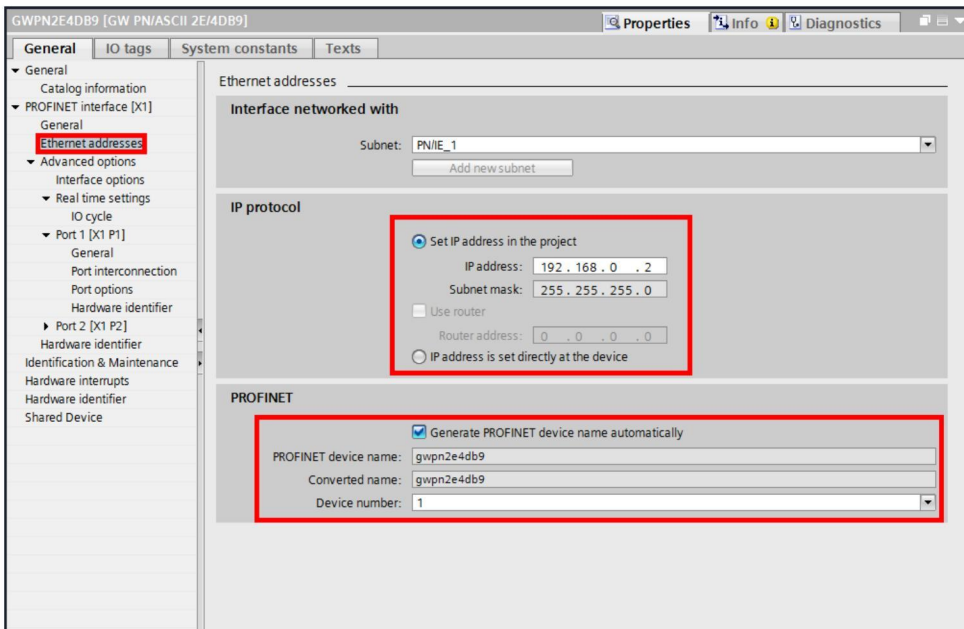 GWPN2E4DB9 [GW PN/ASCII 2E/4DB9]
Properties
Info
Diagnostics
General
IO tags
System constants
Texts
General
Catalog information
PROFINET interface [X1]
General
Ethernet addresses
Advanced options
Interface options
Real time settings
IO cycle
Port 1 [X1 P1]
General
Port interconnection
Port options
Hardware identifier
Port 2 [X1 P2]
Hardware identifier
Identification & Maintenance
Hardware interrupts
Hardware identifier
Shared Device
Ethernet addresses
Interface networked with
Subnet: PN/IE_1
Add new subnet
IP protocol
Set IP address in the project
IP address: 192 . 168 . 0 . 2
Subnet mask: 255 . 255 . 255 . 0
Use router
Router address: 0 . 0 . 0 . 0
IP address is set directly at the device
PROFINET
Generate PROFINET device name automatically
PROFINET device name: gwpn2e4db9
Converted name: gwpn2e4db9
Device number: 1